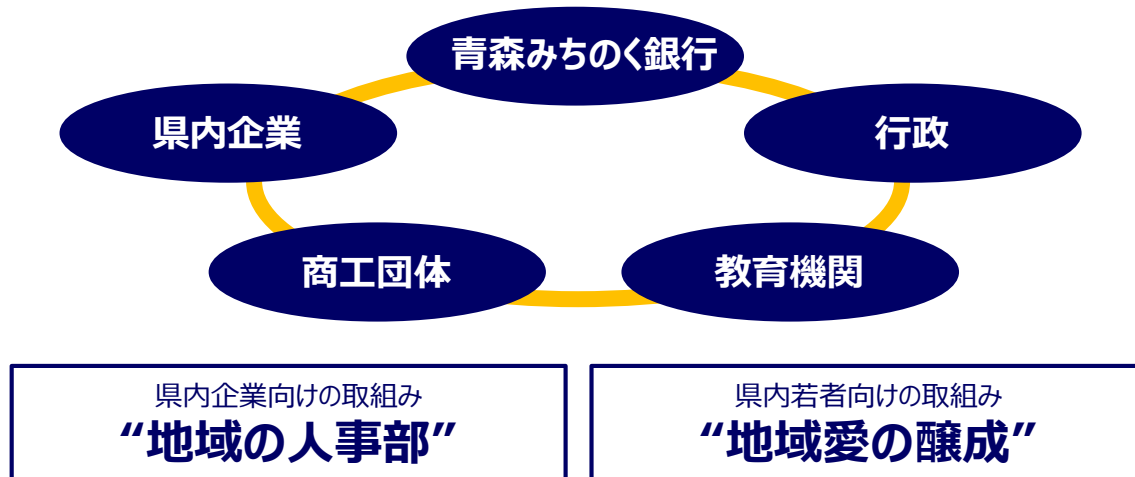 青森みちのく銀行
県内企業
行政
商工団体
教育機関
県内企業向けの取組み
“地域の人事部”
県内若者向けの取組み
“地域愛の醸成”